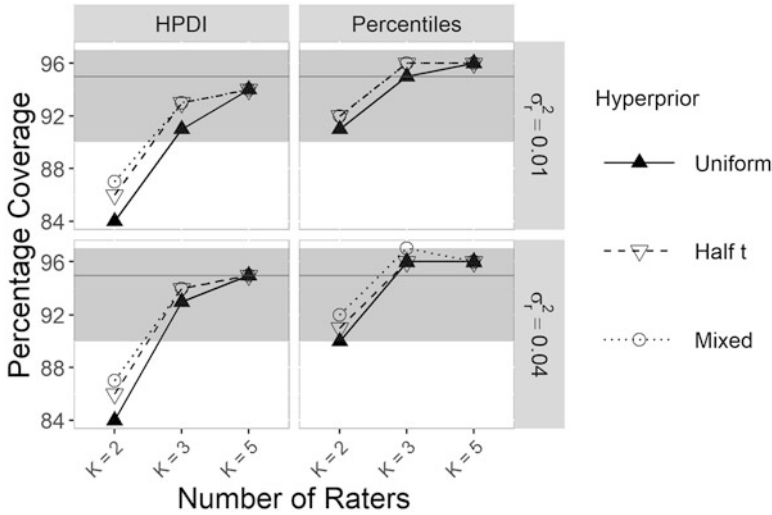 HPDI
Percentiles
Percentage Coverage
96
92
88
84
σ²ᵣ = 0.01
96
92
88
84
σ²ᵣ = 0.04
K = 2
K = 3
K = 5
K = 2
K = 3
K = 5
Number of Raters
Hyperprior
Uniform
Half t
Mixed